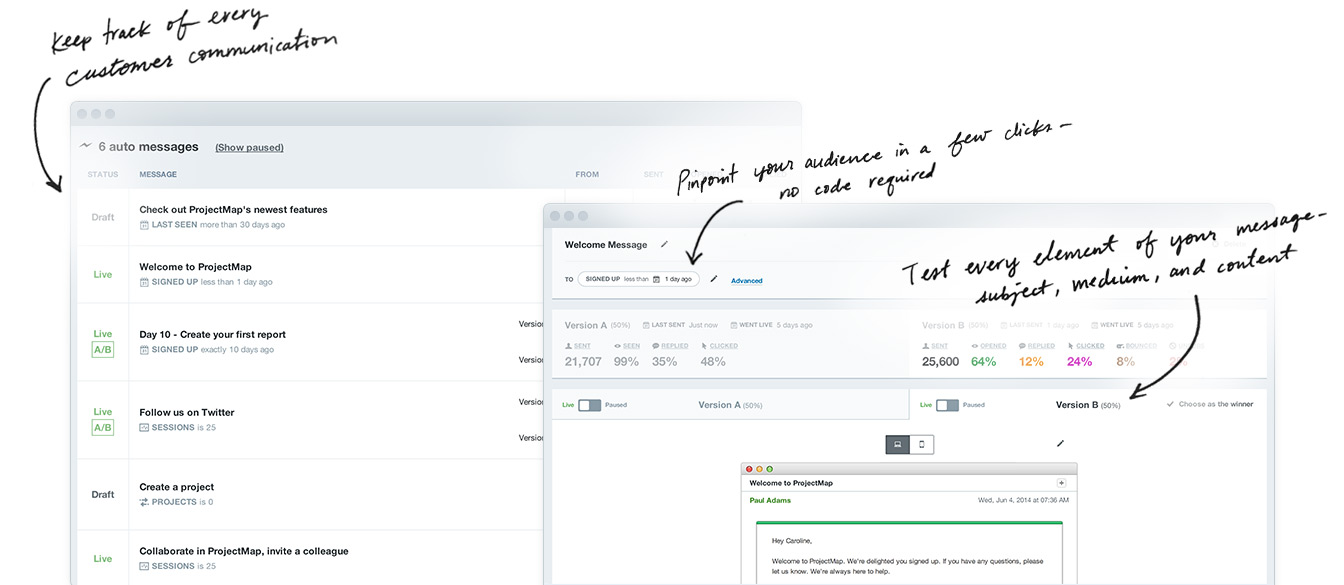 Keep track of every
customer communication
6 auto messages (Show paused)
STATUS MESSAGE FROM SENT
Draft
Check out ProjectMap's newest features
LAST SEEN more than 30 days ago
Live
Welcome to ProjectMap
SIGNED UP less than 1 day ago
Live
A/B
Day 10 - Create your first report
SIGNED UP exactly 10 days ago
Live
A/B
Follow us on Twitter
SESSIONS is 25
Draft
Create a project
PROJECTS is 0
Live
Collaborate in ProjectMap, invite a colleague
SESSIONS is 25
Pinpoint your audience in a few clicks –
no code required
Welcome Message
TO SIGNED UP less than 1 day ago Advanced
Test every element of your message –
subject, medium, and content
Version A (50%) LAST SENT Just now WENT LIVE 5 days ago
SENT SEEN REPLIED CLICKED
21,707 99% 35% 48%
Version B (50%) LAST SENT 1 day ago WENT LIVE 5 days ago
SENT OPENED REPLIED CLICKED BOUNCED
25,600 64% 12% 24% 8%
Live Paused Version A (50%)
Live Paused Version B (50%) Choose as the winner
Welcome to ProjectMap
Paul Adams Wed, Jun 4, 2014 at 07:36 AM
Hey Caroline,
Welcome to ProjectMap. We're delighted you signed up. If you have any questions, please
let us know. We're always here to help.